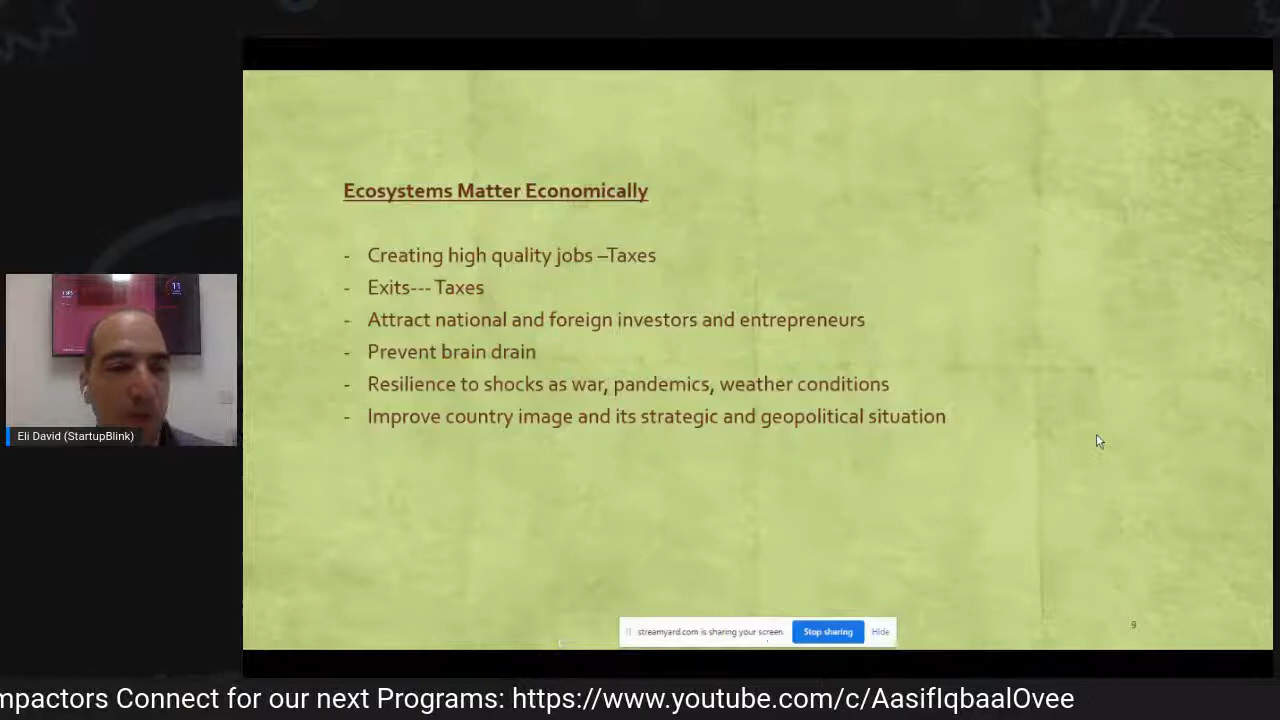 Ecosystems Matter Economically
- Creating high quality jobs –Taxes
- Exits--- Taxes
- Attract national and foreign investors and entrepreneurs
- Prevent brain drain
- Resilience to shocks as war, pandemics, weather conditions
- Improve country image and its strategic and geopolitical situation
11
Eli David (StartupBlink)
streamyard.com is sharing your screen. Stop sharing Hide
9
mpactors Connect for our next Programs: https://www.youtube.com/c/AasifIqbaalOvee